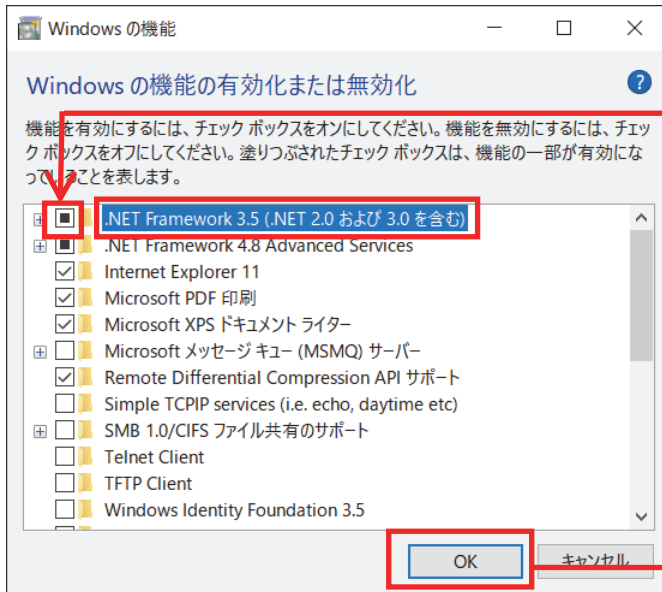 Windows の機能
Windows の機能の有効化または無効化
?
機能を有効にするには、チェック ボックスをオンにしてください。機能を無効にするには、チェッ
ク ボックスをオフにしてください。塗りつぶされたチェック ボックスは、機能の一部が有効にな
っていることを表します。
.NET Framework 3.5 (.NET 2.0 および 3.0 を含む)
.NET Framework 4.8 Advanced Services
Internet Explorer 11
Microsoft PDF 印刷
Microsoft XPS ドキュメント ライター
Microsoft メッセージ キュー (MSMQ) サーバー
Remote Differential Compression API サポート
Simple TCPIP services (i.e. echo, daytime etc)
SMB 1.0/CIFS ファイル共有のサポート
Telnet Client
TFTP Client
Windows Identity Foundation 3.5
OK
キャンセル